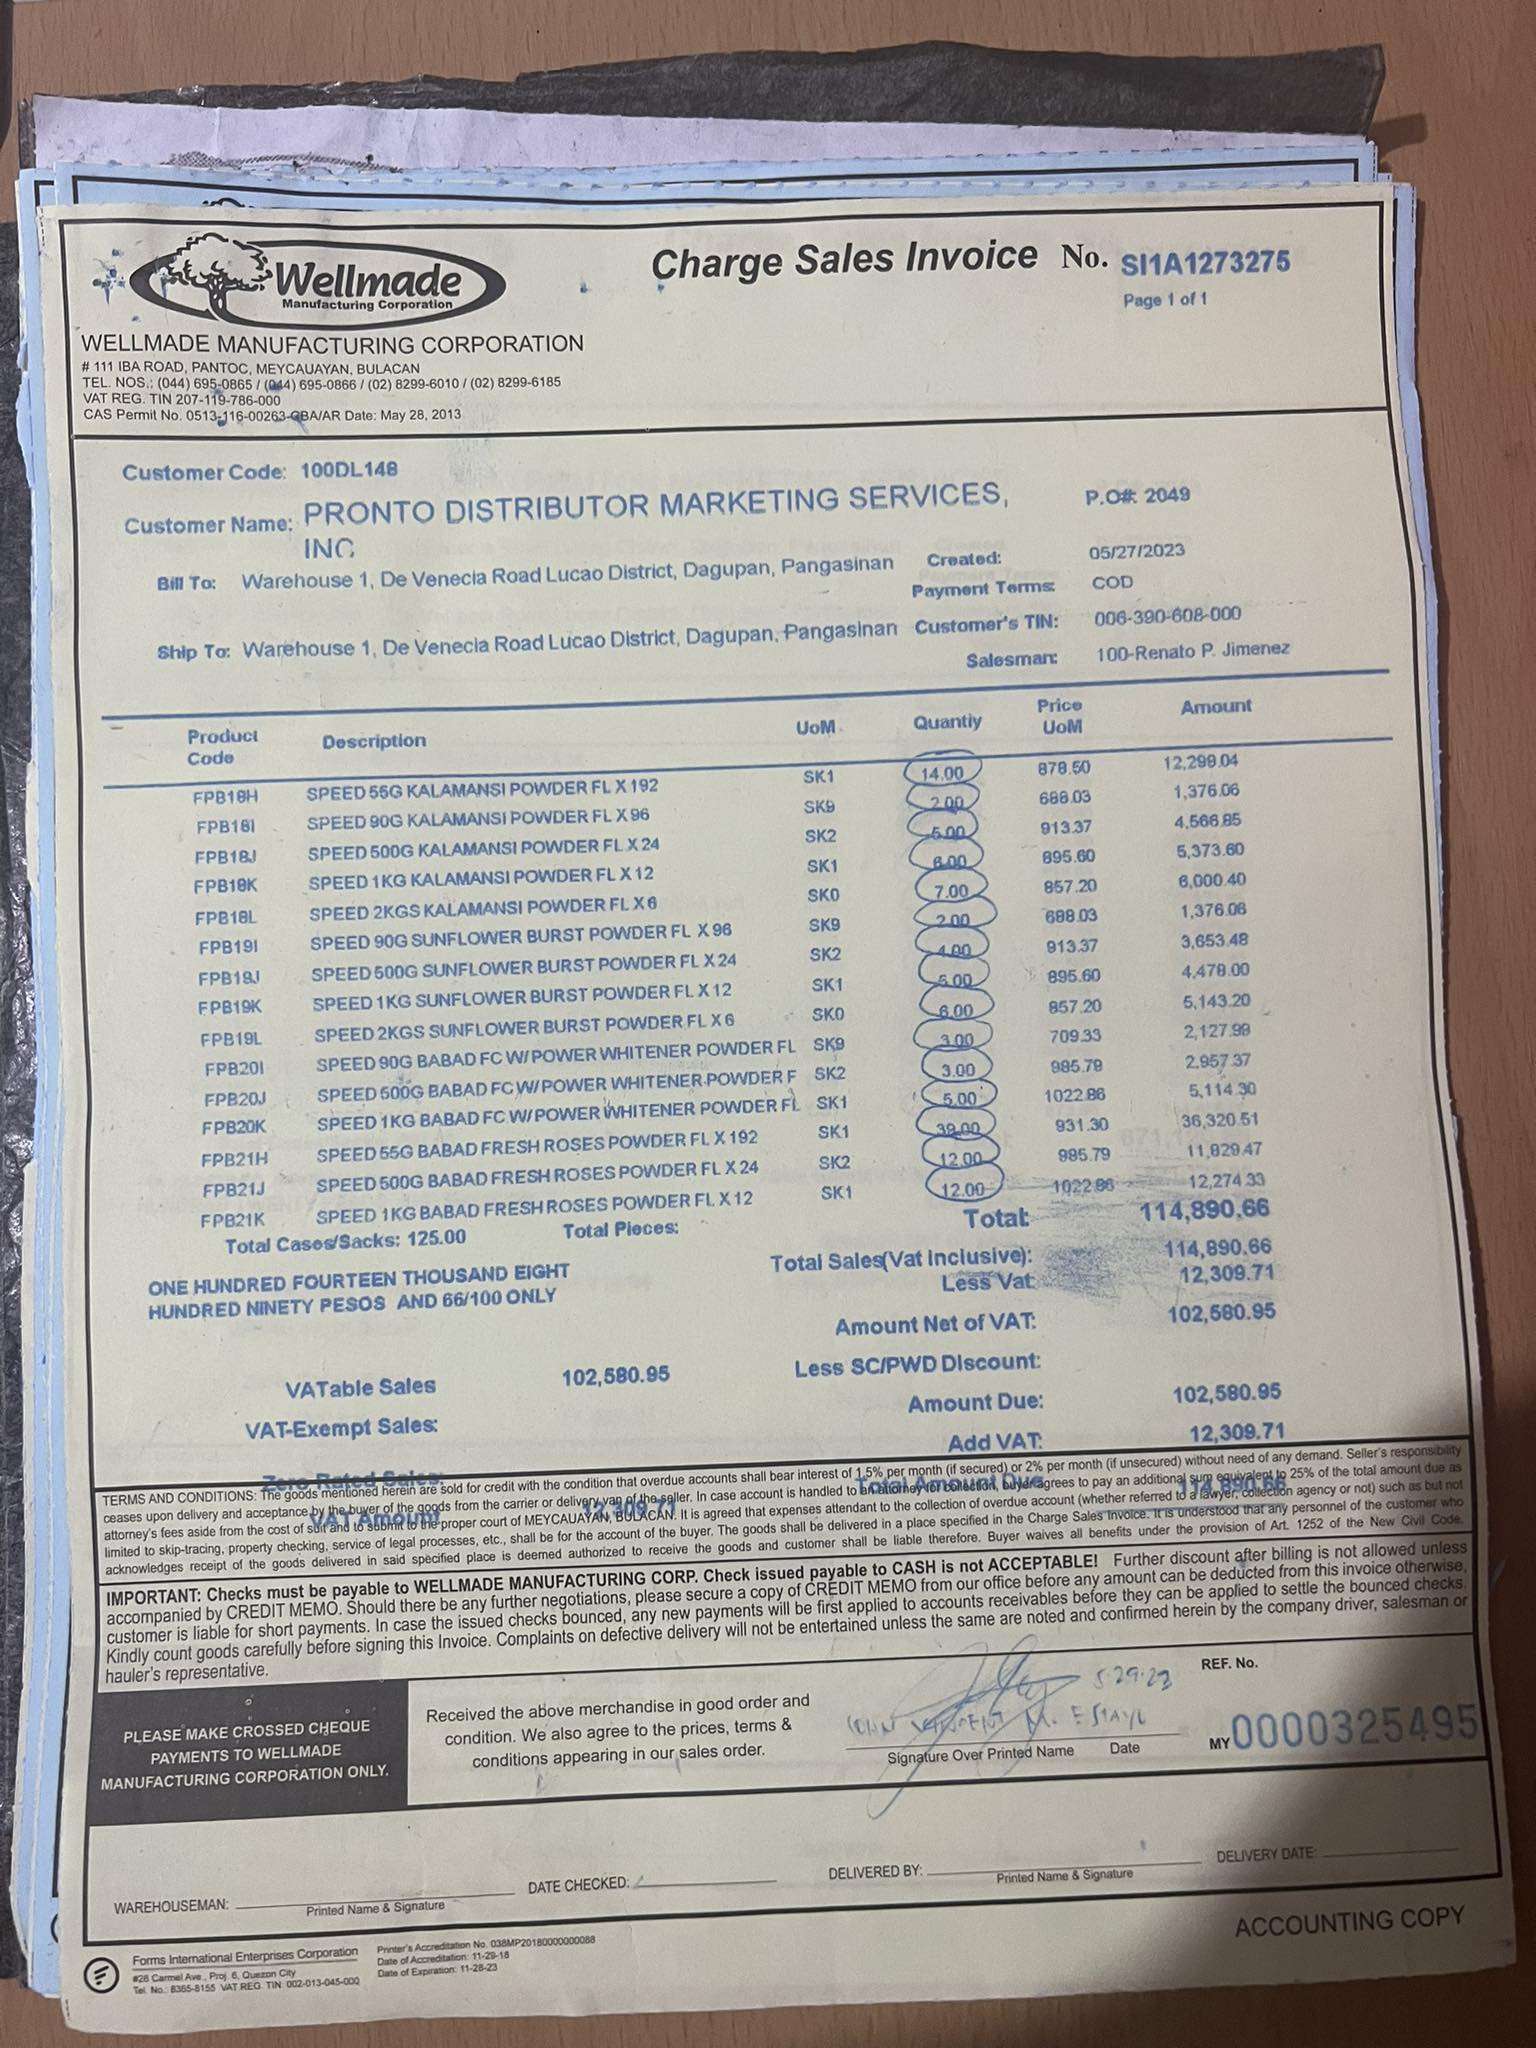 Wellmade
Manufacturing Corporation
Charge Sales Invoice No. SI1A1273275
Page 1 of 1
WELLMADE MANUFACTURING CORPORATION
# 111 IBA ROAD, PANTOC, MEYCAUAYAN, BULACAN
TEL. NOS.: (044) 695-0865 / (044) 695-0866 / (02) 8299-6010 / (02) 8299-6185
VAT REG. TIN 207-119-786-000
CAS Permit No. 0513-116-00263-CBA/AR Date: May 28, 2013
Customer Code: 100DL148
Customer Name: PRONTO DISTRIBUTOR MARKETING SERVICES, INC
P.O#: 2049
Bill To: Warehouse 1, De Venecia Road Lucao District, Dagupan, Pangasinan
Created: 05/27/2023
Payment Terms: COD
Ship To: Warehouse 1, De Venecia Road Lucao District, Dagupan, Pangasinan
Customer's TIN: 006-390-608-000
Salesman: 100-Renato P. Jimenez
Product Code Description UoM Quantiy Price UoM Amount
FPB18H SPEED 55G KALAMANSI POWDER FL X 192 SK1 14.00 878.50 12,299.04
FPB18I SPEED 90G KALAMANSI POWDER FL X 96 SK9 2.00 688.03 1,376.06
FPB18J SPEED 500G KALAMANSI POWDER FL X 24 SK2 5.00 913.37 4,566.85
FPB18K SPEED 1KG KALAMANSI POWDER FL X 12 SK1 6.00 895.60 5,373.60
FPB18L SPEED 2KGS KALAMANSI POWDER FL X 6 SK0 7.00 857.20 6,000.40
FPB19I SPEED 90G SUNFLOWER BURST POWDER FL X 96 SK9 2.00 688.03 1,376.06
FPB19J SPEED 500G SUNFLOWER BURST POWDER FL X 24 SK2 4.00 913.37 3,653.48
FPB19K SPEED 1KG SUNFLOWER BURST POWDER FL X 12 SK1 5.00 895.60 4,478.00
FPB19L SPEED 2KGS SUNFLOWER BURST POWDER FL X 6 SK0 6.00 857.20 5,143.20
FPB20I SPEED 90G BABAD FC W/ POWER WHITENER POWDER FL SK9 3.00 709.33 2,127.99
FPB20J SPEED 500G BABAD FC W/ POWER WHITENER POWDER F SK2 3.00 985.79 2,957.37
FPB20K SPEED 1KG BABAD FC W/ POWER WHITENER POWDER FL SK1 5.00 1022.86 5,114.30
FPB21H SPEED 55G BABAD FRESH ROSES POWDER FL X 192 SK1 39.00 931.30 36,320.51
FPB21J SPEED 500G BABAD FRESH ROSES POWDER FL X 24 SK2 12.00 985.79 11,829.47
FPB21K SPEED 1KG BABAD FRESH ROSES POWDER FL X 12 SK1 12.00 1022.86 12,274.33
Total Cases/Sacks: 125.00 Total Pieces: Total: 114,890.66
ONE HUNDRED FOURTEEN THOUSAND EIGHT
HUNDRED NINETY PESOS AND 66/100 ONLY
Total Sales(Vat Inclusive): 114,890.66
Less Vat 12,309.71
Amount Net of VAT: 102,580.95
VATable Sales 102,580.95
Less SC/PWD Discount:
VAT-Exempt Sales:
Amount Due: 102,580.95
Add VAT: 12,309.71
Zero Rated Sales:
Total Amount Due 114,890.66
VAT Amount 12,309.71
TERMS AND CONDITIONS: The goods mentioned herein are sold for credit with the condition that overdue accounts shall bear interest of 1.5% per month (if secured) or 2% per month (if unsecured) without need of any demand. Seller's responsibility
ceases upon delivery and acceptance by the buyer of the goods from the carrier or delivery van of the seller. In case account is handled to an attorney for collection, buyer agrees to pay an additional sum equivalent to 25% of the total amount due as
attorney's fees aside from the cost of suit and to submit to the proper court of MEYCAUAYAN, BULACAN. It is agreed that expenses attendant to the collection of overdue account (whether referred to a lawyer, collection agency or not) such as but not
limited to skip-tracing, property checking, service of legal processes, etc., shall be for the account of the buyer. The goods shall be delivered in a place specified in the Charge Sales Invoice. It is understood that any personnel of the customer who
acknowledges receipt of the goods delivered in said specified place is deemed authorized to receive the goods and customer shall be liable therefore. Buyer waives all benefits under the provision of Art. 1252 of the New Civil Code.
IMPORTANT: Checks must be payable to WELLMADE MANUFACTURING CORP. Check issued payable to CASH is not ACCEPTABLE! Further discount after billing is not allowed unless
accompanied by CREDIT MEMO. Should there be any further negotiations, please secure a copy of CREDIT MEMO from our office before any amount can be deducted from this invoice otherwise,
customer is liable for short payments. In case the issued checks bounced, any new payments will be first applied to accounts receivables before they can be applied to settle the bounced checks.
Kindly count goods carefully before signing this Invoice. Complaints on defective delivery will not be entertained unless the same are noted and confirmed herein by the company driver, salesman or
hauler's representative.
PLEASE MAKE CROSSED CHEQUE
PAYMENTS TO WELLMADE
MANUFACTURING CORPORATION ONLY.
Received the above merchandise in good order and
condition. We also agree to the prices, terms &
conditions appearing in our sales order.
5-29-23
M.
Signature Over Printed Name Date
REF. No.
MY 0000325495
WAREHOUSEMAN:
Printed Name & Signature
DATE CHECKED:
DELIVERED BY:
Printed Name & Signature
DELIVERY DATE:
ACCOUNTING COPY
Forms International Enterprises Corporation
#26 Carmel Ave., Proj. 6, Quezon City
Tel. No.: 8365-8155 VAT REG. TIN: 002-013-045-000
Printer's Accreditation No. 038MP20180000000088
Date of Accreditation: 11-29-18
Date of Expiration: 11-28-23